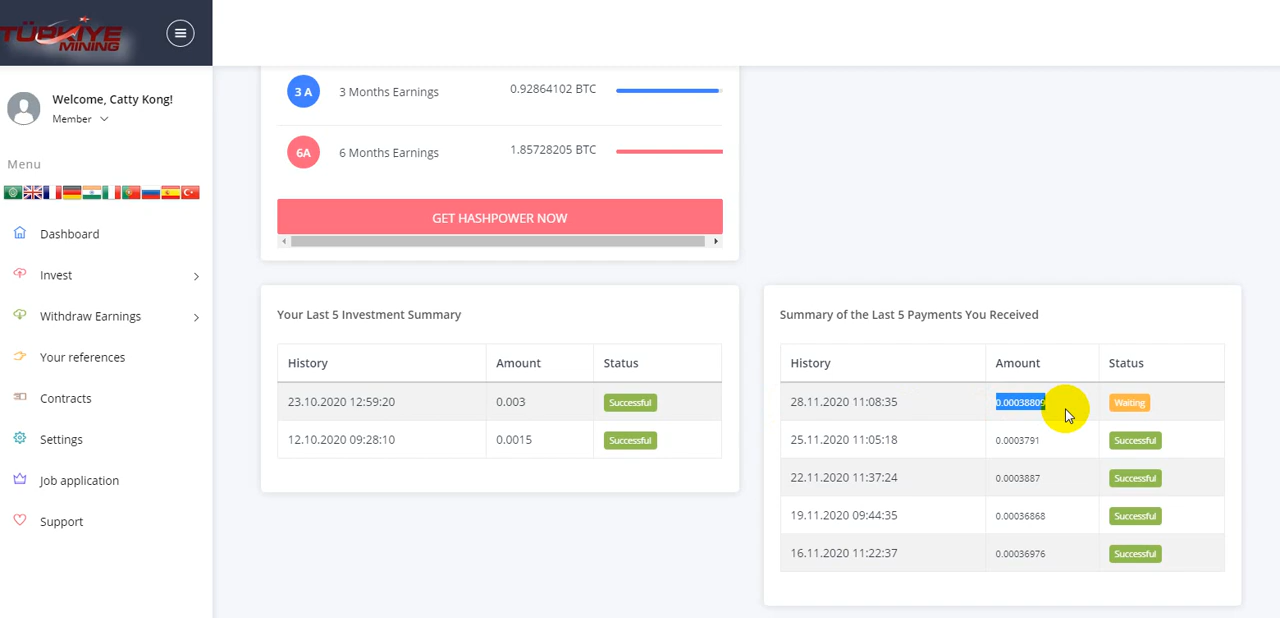 TÜRKİYE
MINING
Welcome, Catty Kong!
Member
Menu
Dashboard
Invest
Withdraw Earnings
Your references
Contracts
Settings
Job application
Support
3 A 3 Months Earnings 0.92864102 BTC
6A 6 Months Earnings 1.85728205 BTC
GET HASHPOWER NOW
Your Last 5 Investment Summary
History Amount Status
23.10.2020 12:59:20 0.003 Successful
12.10.2020 09:28:10 0.0015 Successful
Summary of the Last 5 Payments You Received
History Amount Status
28.11.2020 11:08:35 0.00038809 Waiting
25.11.2020 11:05:18 0.0003791 Successful
22.11.2020 11:37:24 0.0003887 Successful
19.11.2020 09:44:35 0.00036868 Successful
16.11.2020 11:22:37 0.00036976 Successful